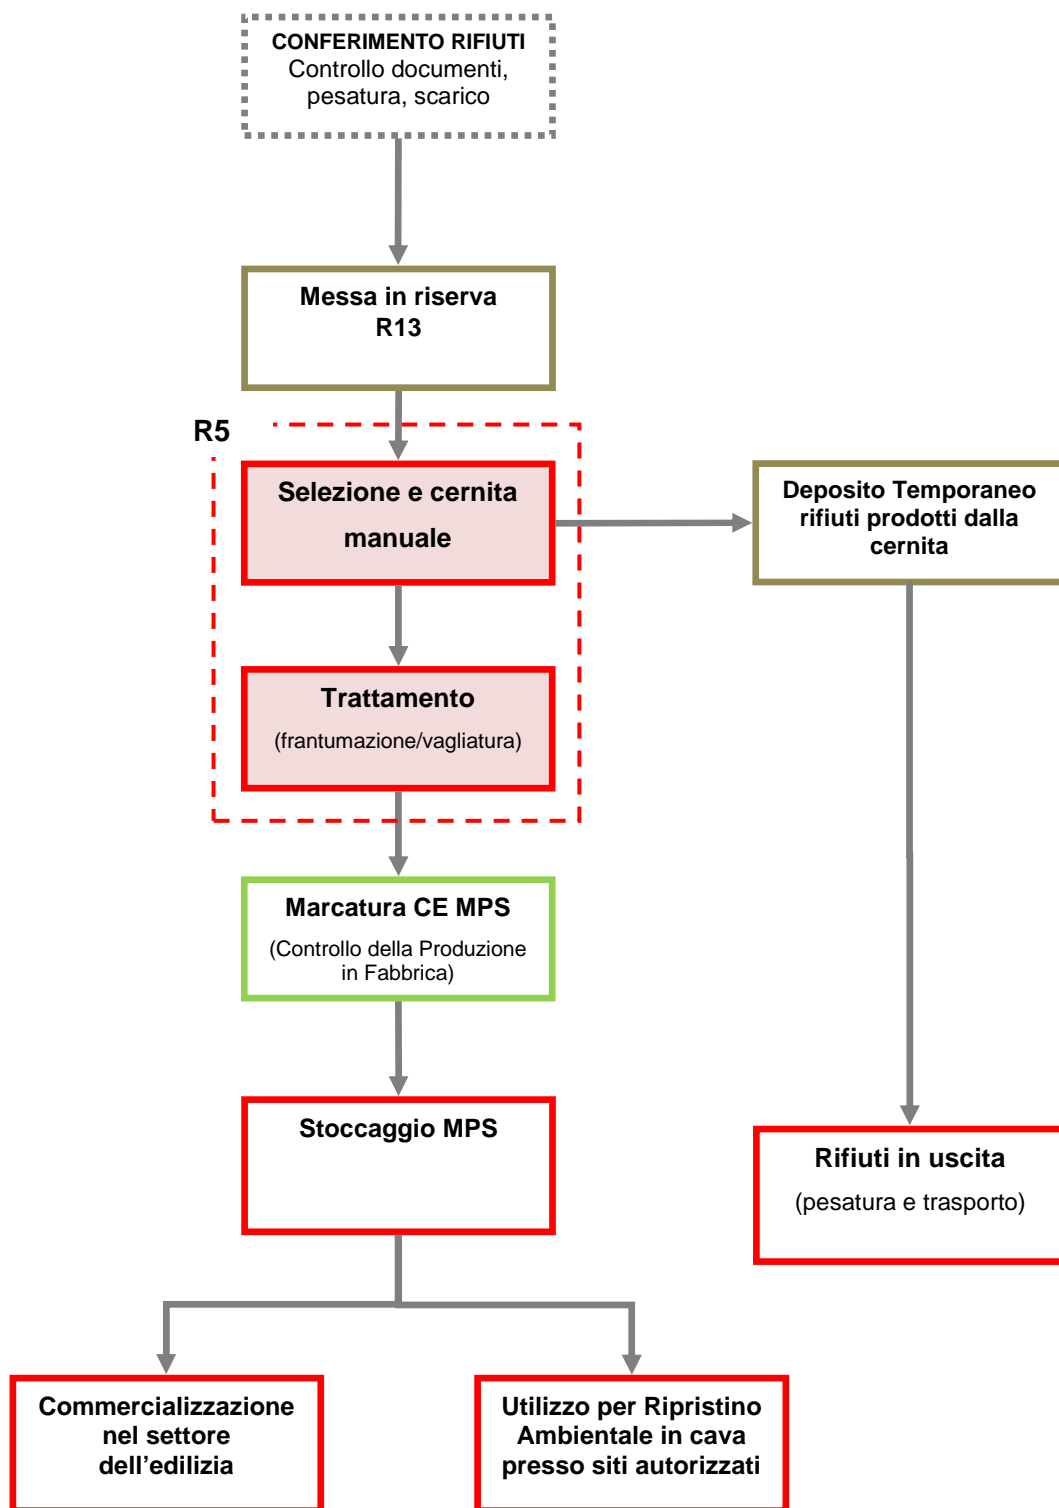 CONFERIMENTO RIFIUTI
Controllo documenti,
pesatura, scarico
Messa in riserva
R13
R5
Selezione e cernita
manuale
Deposito Temporaneo
rifiuti prodotti dalla
cernita
Trattamento
(frantumazione/vagliatura)
Marcatura CE MPS
(Controllo della Produzione
in Fabbrica)
Stoccaggio MPS
Rifiuti in uscita
(pesatura e trasporto)
Commercializzazione
nel settore
dell’edilizia
Utilizzo per Ripristino
Ambientale in cava
presso siti autorizzati